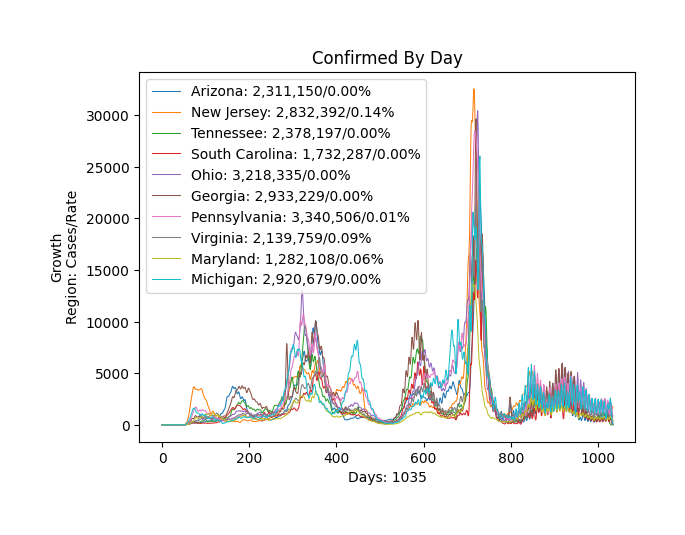 Confirmed By Day
Arizona: 2,311,150/0.00%
New Jersey: 2,832,392/0.14%
Tennessee: 2,378,197/0.00%
South Carolina: 1,732,287/0.00%
Ohio: 3,218,335/0.00%
Georgia: 2,933,229/0.00%
Pennsylvania: 3,340,506/0.01%
Virginia: 2,139,759/0.09%
Maryland: 1,282,108/0.06%
Michigan: 2,920,679/0.00%
Growth
Region: Cases/Rate
30000
25000
20000
15000
10000
5000
0
0 200 400 600 800 1000
Days: 1035